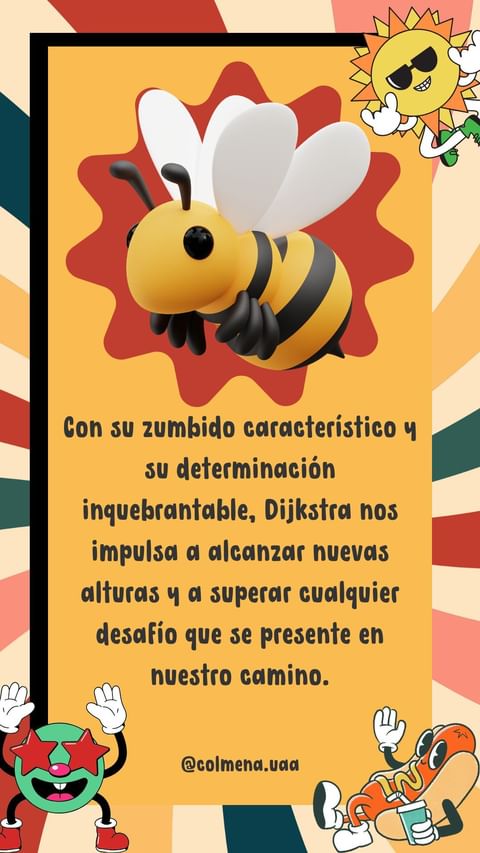 Con su zumbido característico y
su determinación
inquebrantable, Dijkstra nos
impulsa a alcanzar nuevas
alturas y a superar cualquier
desafío que se presente en
nuestro camino.
@colmena.uaa